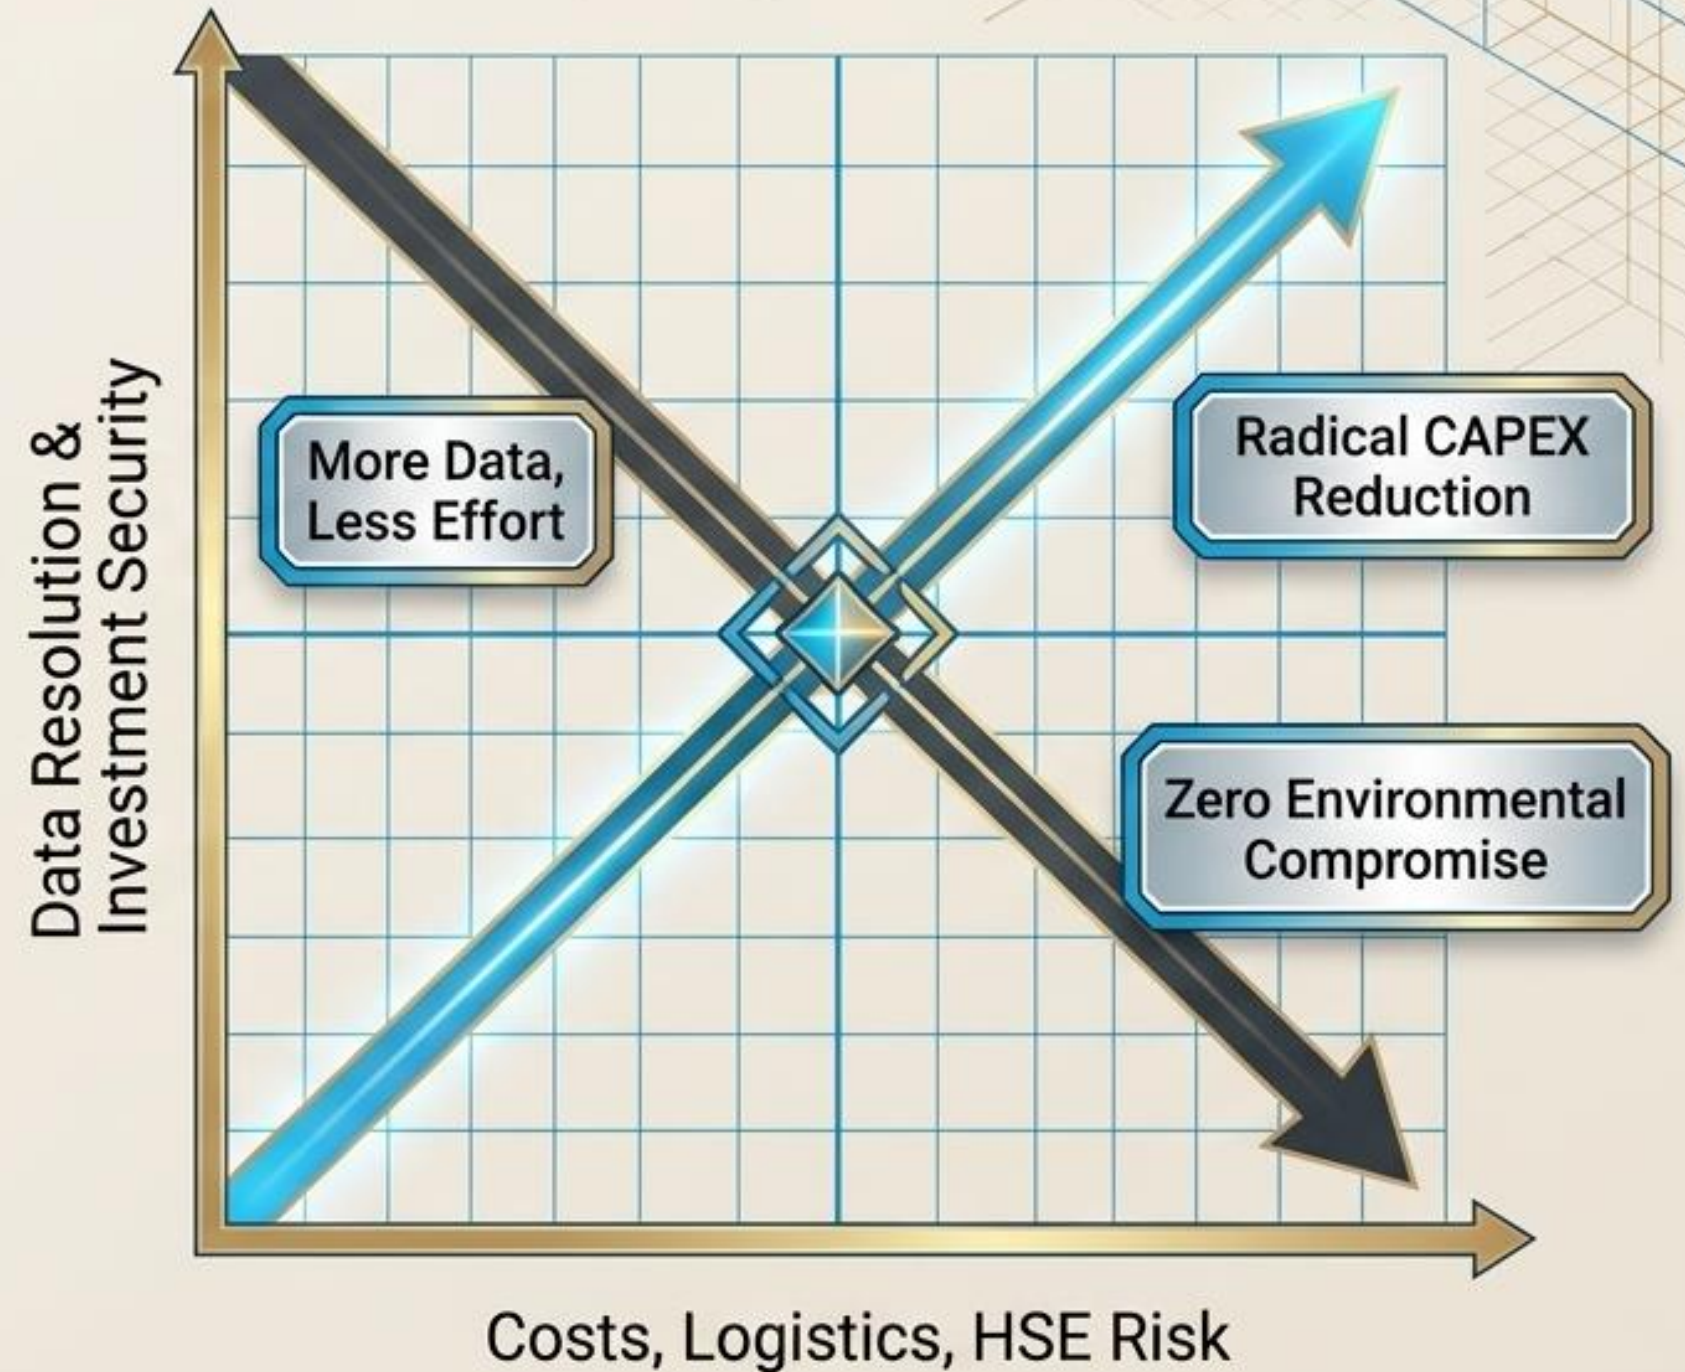 Data Resolution &
Investment Security
More Data,
Less Effort
Radical CAPEX
Reduction
Zero Environmental
Compromise
Costs, Logistics, HSE Risk